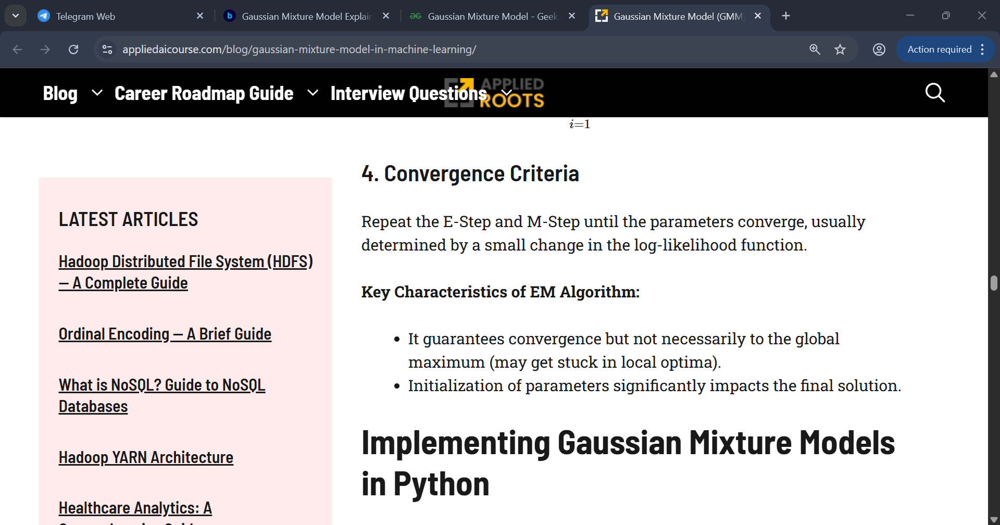 Telegram Web
Gaussian Mixture Model Explain
Gaussian Mixture Model - Geek
Gaussian Mixture Model (GMM)
appliedaicourse.com/blog/gaussian-mixture-model-in-machine-learning/
Action required
Blog
Career Roadmap Guide
Interview Questions
APPLIED
ROOTS
i=1
4. Convergence Criteria
Repeat the E-Step and M-Step until the parameters converge, usually
determined by a small change in the log-likelihood function.
Key Characteristics of EM Algorithm:
• It guarantees convergence but not necessarily to the global
maximum (may get stuck in local optima).
• Initialization of parameters significantly impacts the final solution.
Implementing Gaussian Mixture Models
in Python
LATEST ARTICLES
Hadoop Distributed File System (HDFS)
– A Complete Guide
Ordinal Encoding – A Brief Guide
What is NoSQL? Guide to NoSQL
Databases
Hadoop YARN Architecture
Healthcare Analytics: A